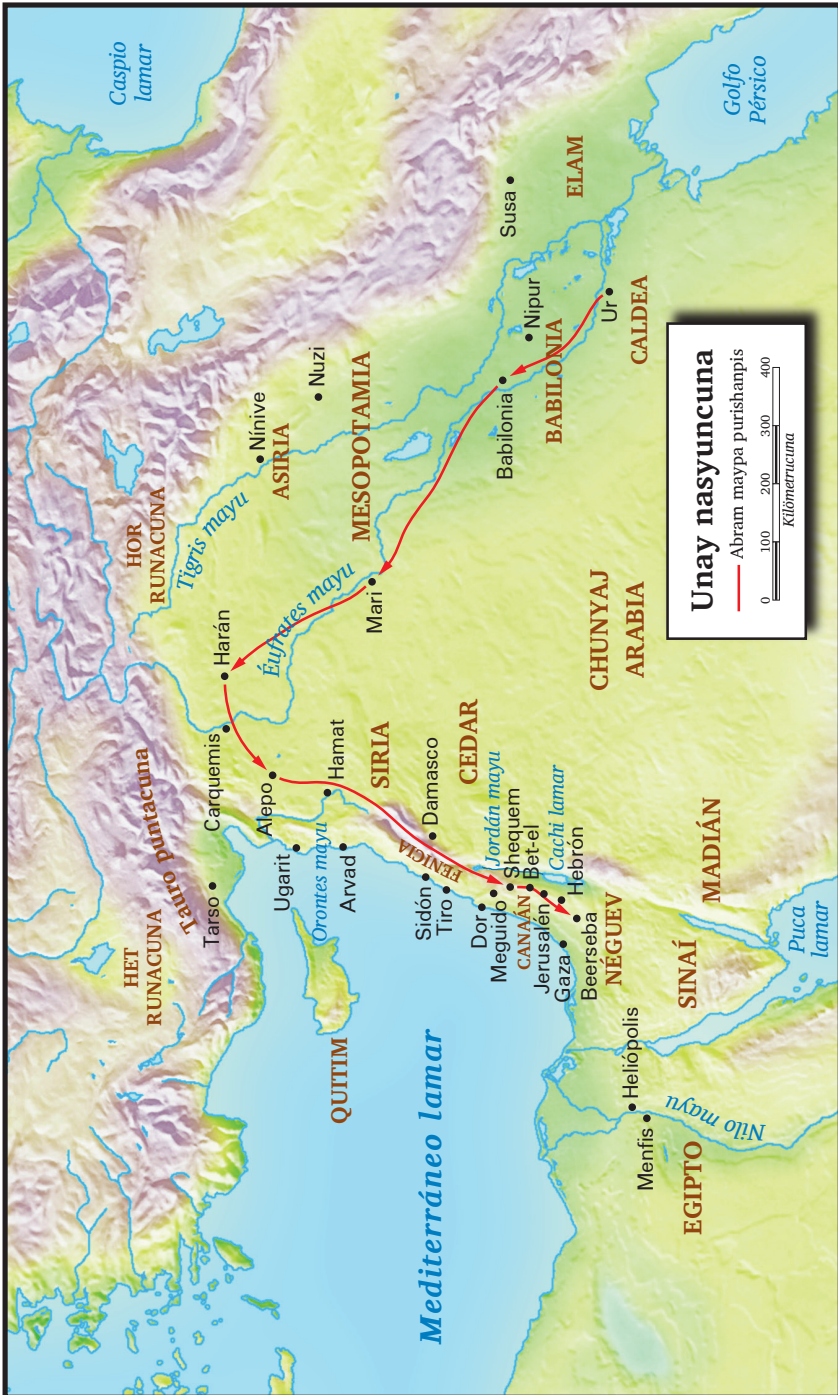 Mediterráneo lamar
QUITIM
HET
RUNACUNA
Tauro puntacuna
Tarso
HOR
RUNACUNA
Caspio
lamar
Carquemis
Harán
Alepo
Ugarit
Orontes mayu
Arvad
Hamat
SIRIA
Éufrates mayu
Tigris mayu
Nínive
ASIRIA
Nuzi
MESOPOTAMIA
Mari
Babilonia
BABILONIA
Nipur
Susa
ELAM
Ur
CALDEA
Golfo
Pérsico
FENICIA
Sidón
Tiro
Damasco
CEDAR
Dor
Meguido
CANAÁN
Jordán mayu
Shequem
Bet-el
Jerusalén
Cachi lamar
Hebrón
Gaza
Beerseba
NEGUEV
CHUNYAJ
ARABIA
MADIÁN
SINAÍ
Puca
lamar
Heliópolis
Menfis
Nilo mayu
EGIPTO
Unay nasyuncuna
Abram maypa purishanpis
0 100 200 300 400
Kilómetrucuna